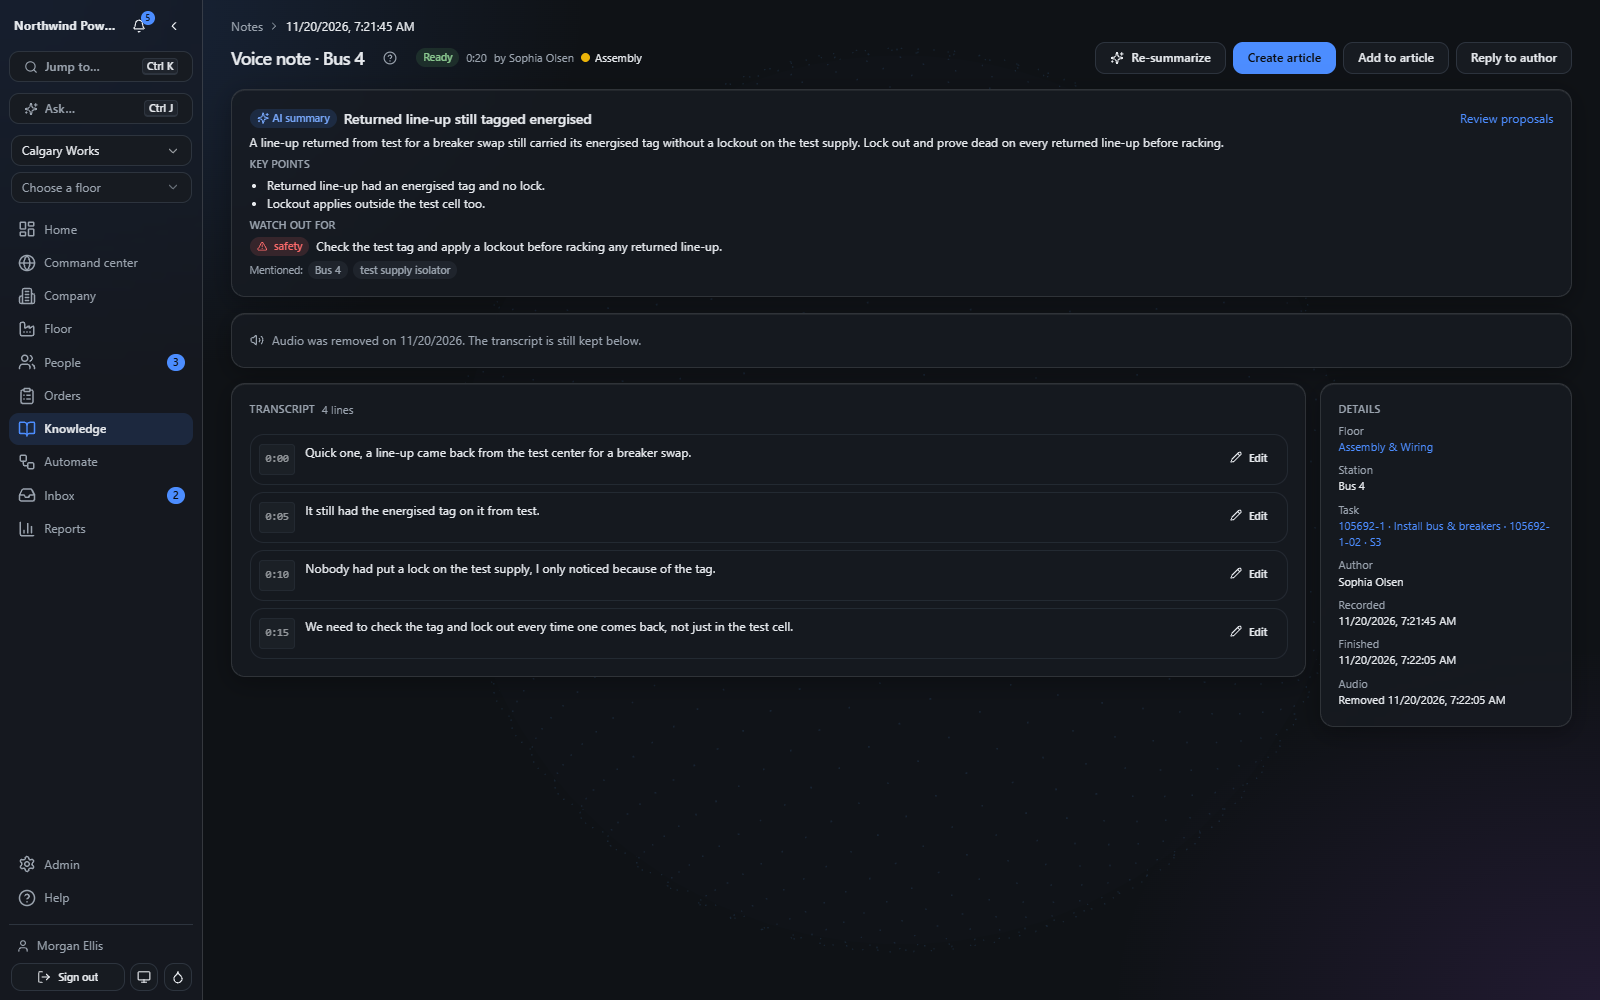 Northwind Pow...
5
Jump to...
Ctrl K
Ask...
Ctrl J
Calgary Works
Choose a floor
Home
Command center
Company
Floor
People
3
Orders
Knowledge
Automate
Inbox
2
Reports
Admin
Help
Morgan Ellis
Sign out
Notes > 11/20/2026, 7:21:45 AM
Voice note · Bus 4
Ready 0:20 by Sophia Olsen Assembly
Re-summarize
Create article
Add to article
Reply to author
AI summary Returned line-up still tagged energised
Review proposals
A line-up returned from test for a breaker swap still carried its energised tag without a lockout on the test supply. Lock out and prove dead on every returned line-up before racking.
KEY POINTS
• Returned line-up had an energised tag and no lock.
• Lockout applies outside the test cell too.
WATCH OUT FOR
safety Check the test tag and apply a lockout before racking any returned line-up.
Mentioned: Bus 4 test supply isolator
Audio was removed on 11/20/2026. The transcript is still kept below.
TRANSCRIPT 4 lines
0:00 Quick one, a line-up came back from the test center for a breaker swap. Edit
0:05 It still had the energised tag on it from test. Edit
0:10 Nobody had put a lock on the test supply, I only noticed because of the tag. Edit
0:15 We need to check the tag and lock out every time one comes back, not just in the test cell. Edit
DETAILS
Floor
Assembly & Wiring
Station
Bus 4
Task
105692-1 · Install bus & breakers · 105692-
1-02 · S3
Author
Sophia Olsen
Recorded
11/20/2026, 7:21:45 AM
Finished
11/20/2026, 7:22:05 AM
Audio
Removed 11/20/2026, 7:22:05 AM